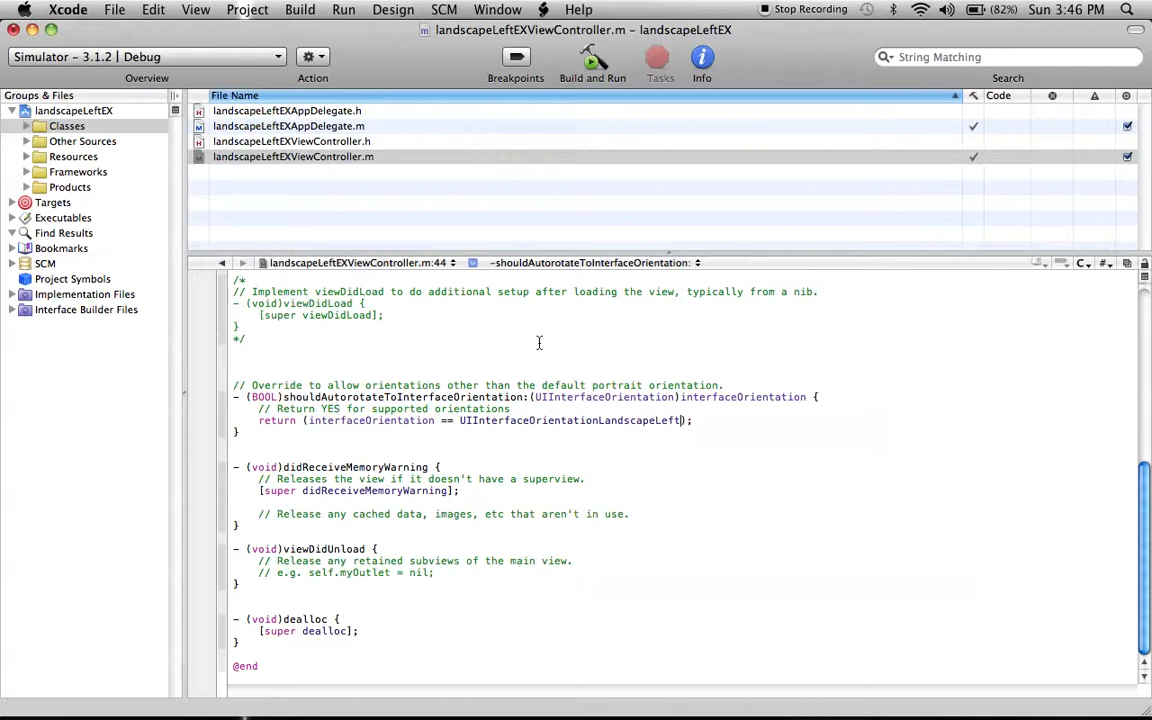 Xcode File Edit View Project Build Run Design SCM Window Help Stop Recording (82%) Sun 3:46 PM
landscapeLeftEXViewController.m – landscapeLeftEX
Simulator - 3.1.2 | Debug
String Matching
Overview Action Breakpoints Build and Run Tasks Info Search
Groups & Files
File Name Code
landscapeLeftEX
Classes
Other Sources
Resources
Frameworks
Products
Targets
Executables
Find Results
Bookmarks
SCM
Project Symbols
Implementation Files
Interface Builder Files
landscapeLeftEXAppDelegate.h
landscapeLeftEXAppDelegate.m
landscapeLeftEXViewController.h
landscapeLeftEXViewController.m
landscapeLeftEXViewController.m:44 -shouldAutorotateToInterfaceOrientation: C #
/*
// Implement viewDidLoad to do additional setup after loading the view, typically from a nib.
- (void)viewDidLoad {
[super viewDidLoad];
}
*/
// Override to allow orientations other than the default portrait orientation.
- (BOOL)shouldAutorotateToInterfaceOrientation:(UIInterfaceOrientation)interfaceOrientation {
// Return YES for supported orientations
return (interfaceOrientation == UIInterfaceOrientationLandscapeLeft);
}
- (void)didReceiveMemoryWarning {
// Releases the view if it doesn't have a superview.
[super didReceiveMemoryWarning];
// Release any cached data, images, etc that aren't in use.
}
- (void)viewDidUnload {
// Release any retained subviews of the main view.
// e.g. self.myOutlet = nil;
}
- (void)dealloc {
[super dealloc];
}
@end